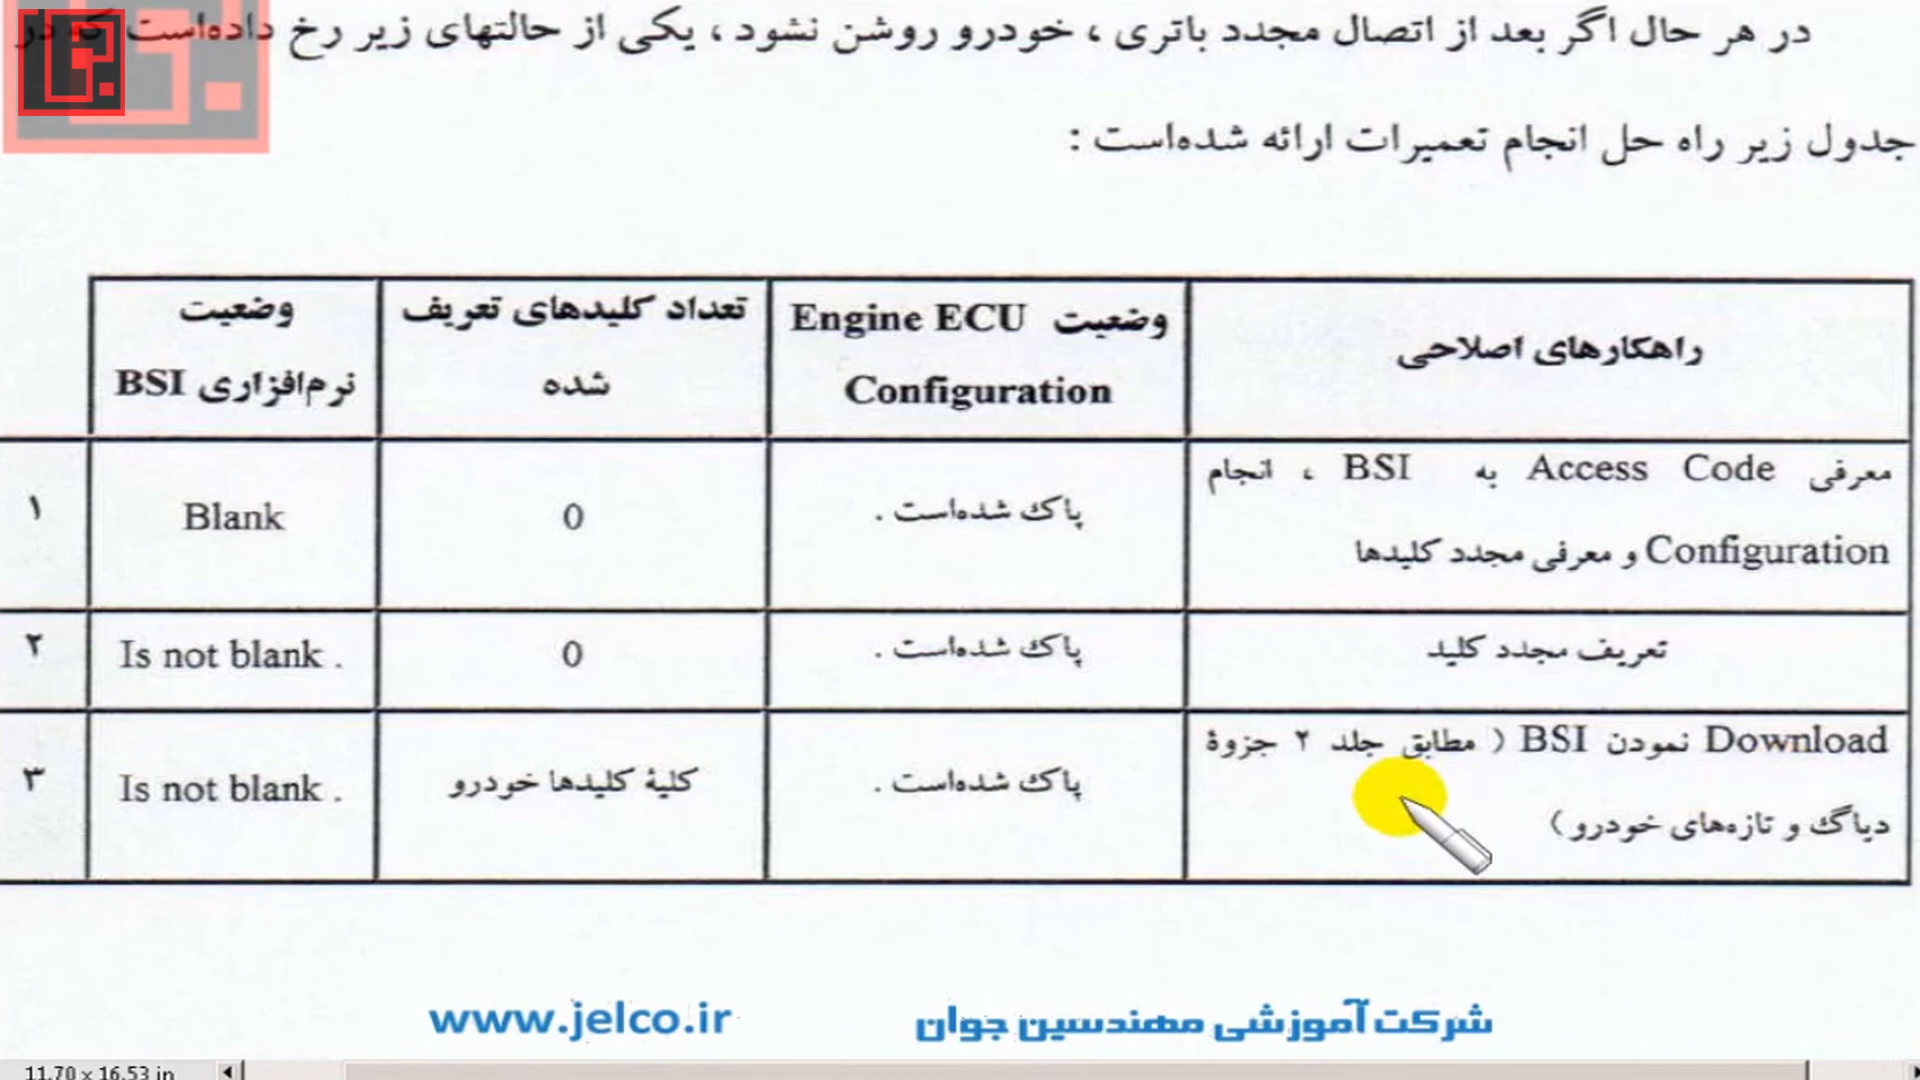 در هر حال اگر بعد از اتصال مجدد باتری ، خودرو روشن نشود ، یکی از حالتهای زیر رخ داده‌است که در
جدول زیر راه حل انجام تعمیرات ارائه شده‌است :
وضعیت
نرم‌افزاری BSI
تعداد کلیدهای تعریف
شده
وضعیت Engine ECU
Configuration
راهکارهای اصلاحی
۱
Blank
0
پاک شده‌است .
معرفی Access Code به BSI ، انجام
Configuration و معرفی مجدد کلیدها
۲
Is not blank .
0
پاک شده‌است .
تعریف مجدد کلید
۳
Is not blank .
کلیهٔ کلیدها خودرو
پاک شده‌است .
Download نمودن BSI ( مطابق جلد ۲ جزوهٔ
دیاگ و تازه‌های خودرو )
www.jelco.ir
شرکت آموزشی مهندسین جوان
11.70 x 16.53 in